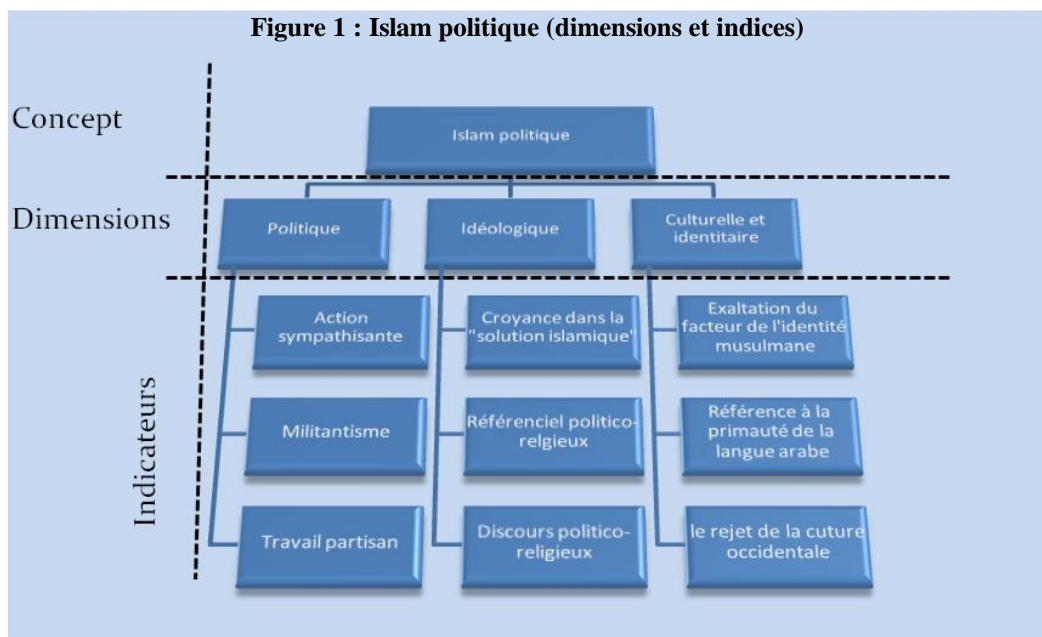 Figure 1 : Islam politique (dimensions et indices)
Concept
Islam politique
Dimensions
Politique
Idéologique
Culturelle et
identitaire
Indicateurs
Action
sympathisante
Croyance dans la
"solution islamique"
Exaltation du
facteur de l'identité
musulmane
Militantisme
Référenciel politico-
relgieux
Référence à la
primauté de la
langue arabe
Travail partisan
Discours politico-
religieux
le rejet de la cuture
occidentale